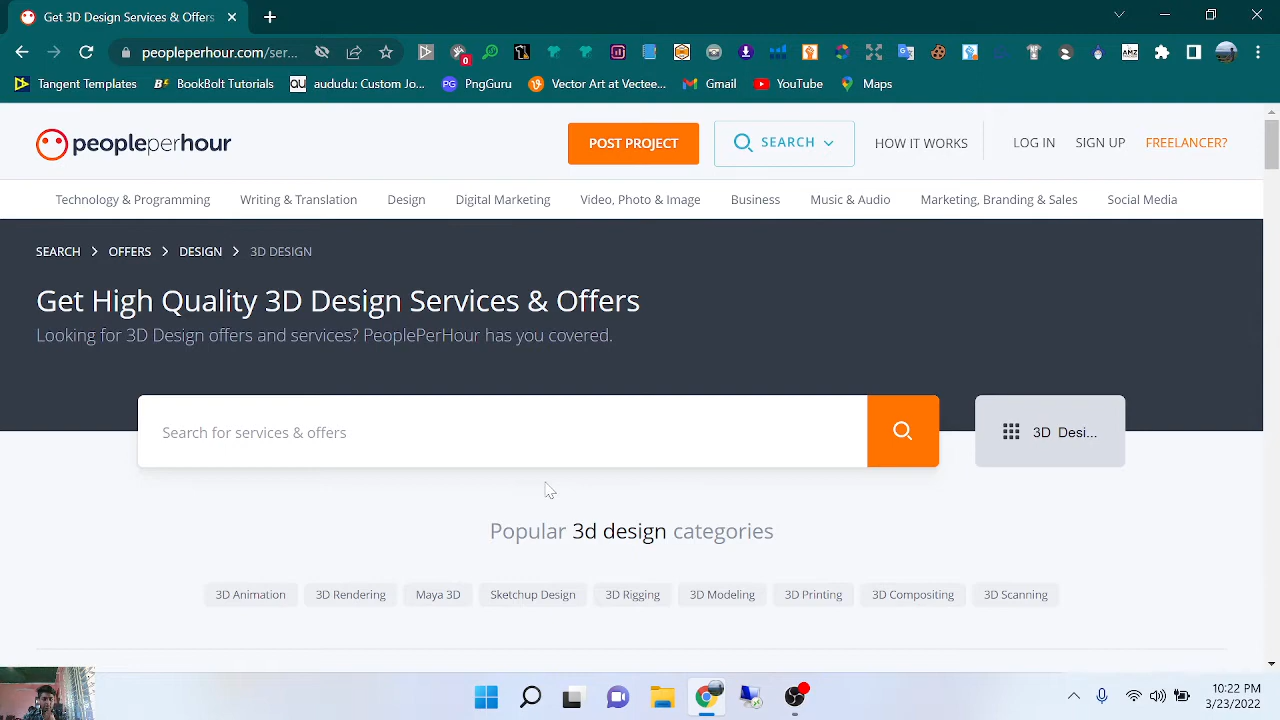 Get 3D Design Services & Offers
peopleperhour.com/ser...
0
Tangent Templates
BookBolt Tutorials
OU
aududu: Custom Jo...
PngGuru
Vector Art at Vectee...
Gmail
YouTube
Maps
peopleperhour
POST PROJECT
SEARCH
HOW IT WORKS
LOG IN
SIGN UP
FREELANCER?
Technology & Programming
Writing & Translation
Design
Digital Marketing
Video, Photo & Image
Business
Music & Audio
Marketing, Branding & Sales
Social Media
SEARCH > OFFERS > DESIGN > 3D DESIGN
Get High Quality 3D Design Services & Offers
Looking for 3D Design offers and services? PeoplePerHour has you covered.
Search for services & offers
3D Desi...
Popular 3d design categories
3D Animation
3D Rendering
Maya 3D
Sketchup Design
3D Rigging
3D Modeling
3D Printing
3D Compositing
3D Scanning
10:22 PM
3/23/2022